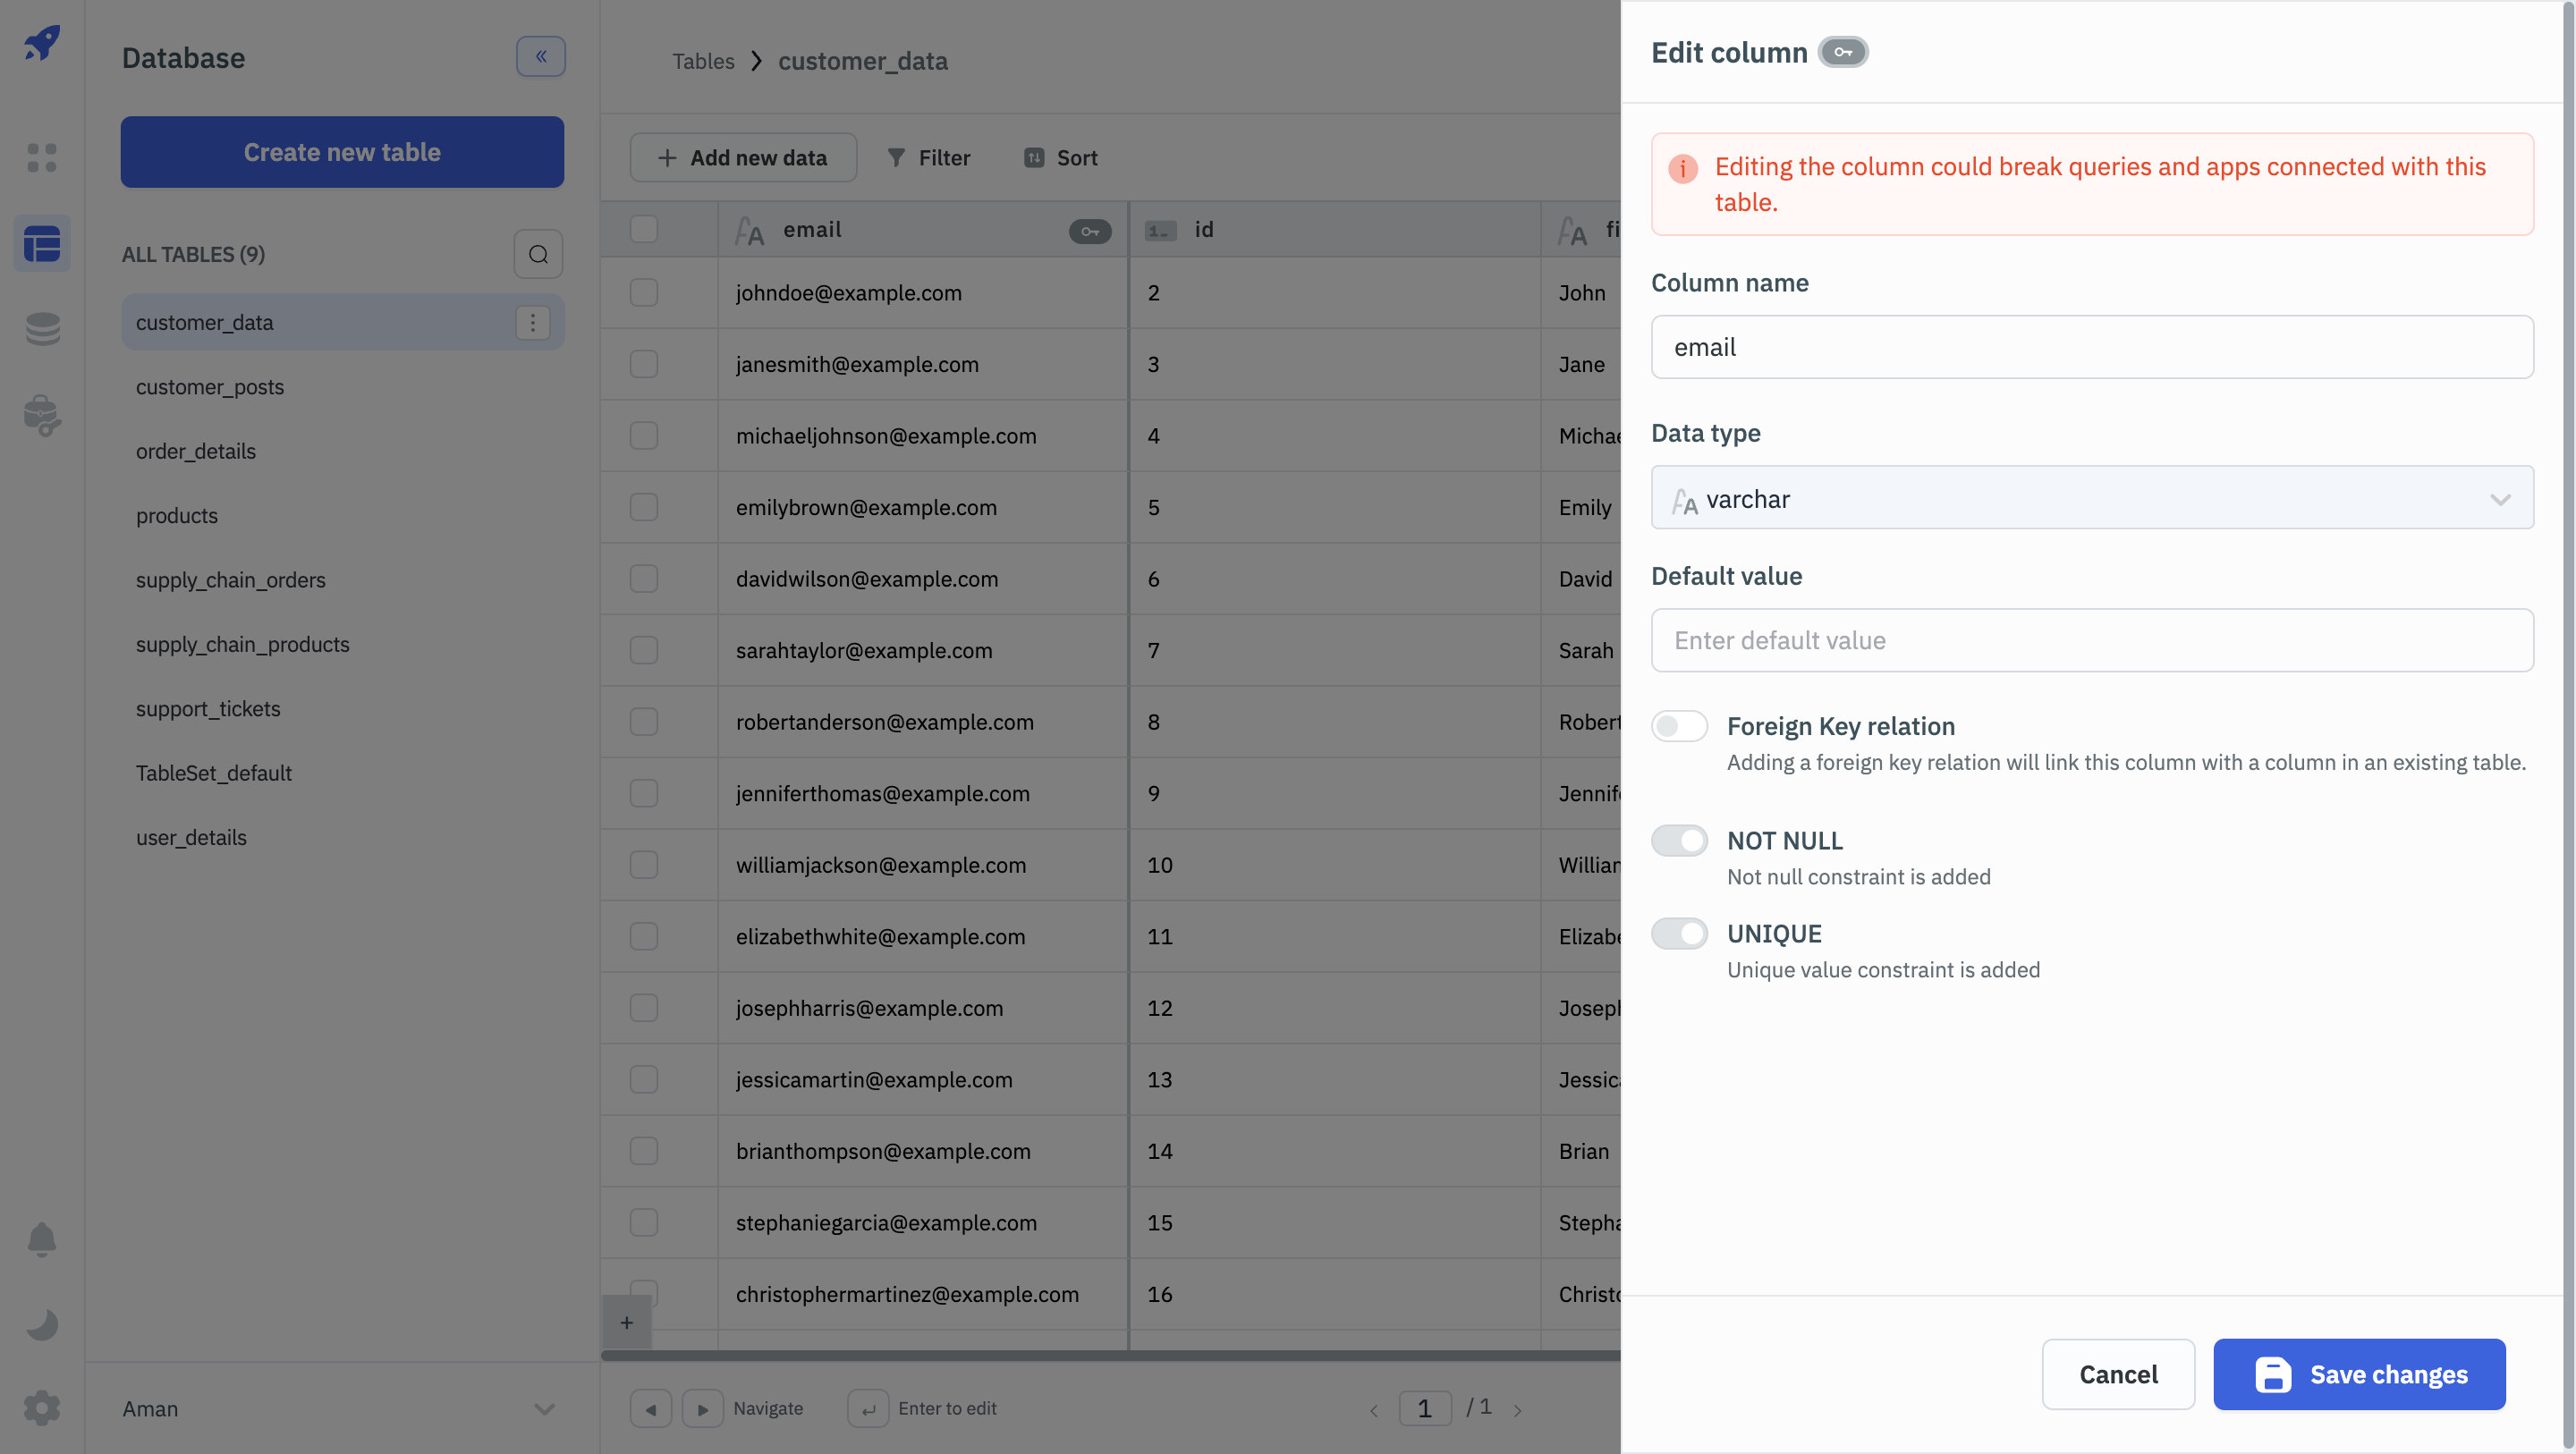 Database
«
Create new table
ALL TABLES (9)
customer_data
customer_posts
order_details
products
supply_chain_orders
supply_chain_products
support_tickets
TableSet_default
user_details
Aman
Tables > customer_data
+ Add new data Filter Sort
email 1_ id fi
johndoe@example.com 2 John
janesmith@example.com 3 Jane
michaeljohnson@example.com 4 Michae
emilybrown@example.com 5 Emily
davidwilson@example.com 6 David
sarahtaylor@example.com 7 Sarah
robertanderson@example.com 8 Robert
jenniferthomas@example.com 9 Jennif
williamjackson@example.com 10 William
elizabethwhite@example.com 11 Elizabe
josephharris@example.com 12 Joseph
jessicamartin@example.com 13 Jessica
brianthompson@example.com 14 Brian
stephaniegarcia@example.com 15 Stepha
christophermartinez@example.com 16 Christo
+
Navigate Enter to edit 1 / 1
Edit column
Editing the column could break queries and apps connected with this
table.
Column name
email
Data type
varchar
Default value
Enter default value
Foreign Key relation
Adding a foreign key relation will link this column with a column in an existing table.
NOT NULL
Not null constraint is added
UNIQUE
Unique value constraint is added
Cancel Save changes